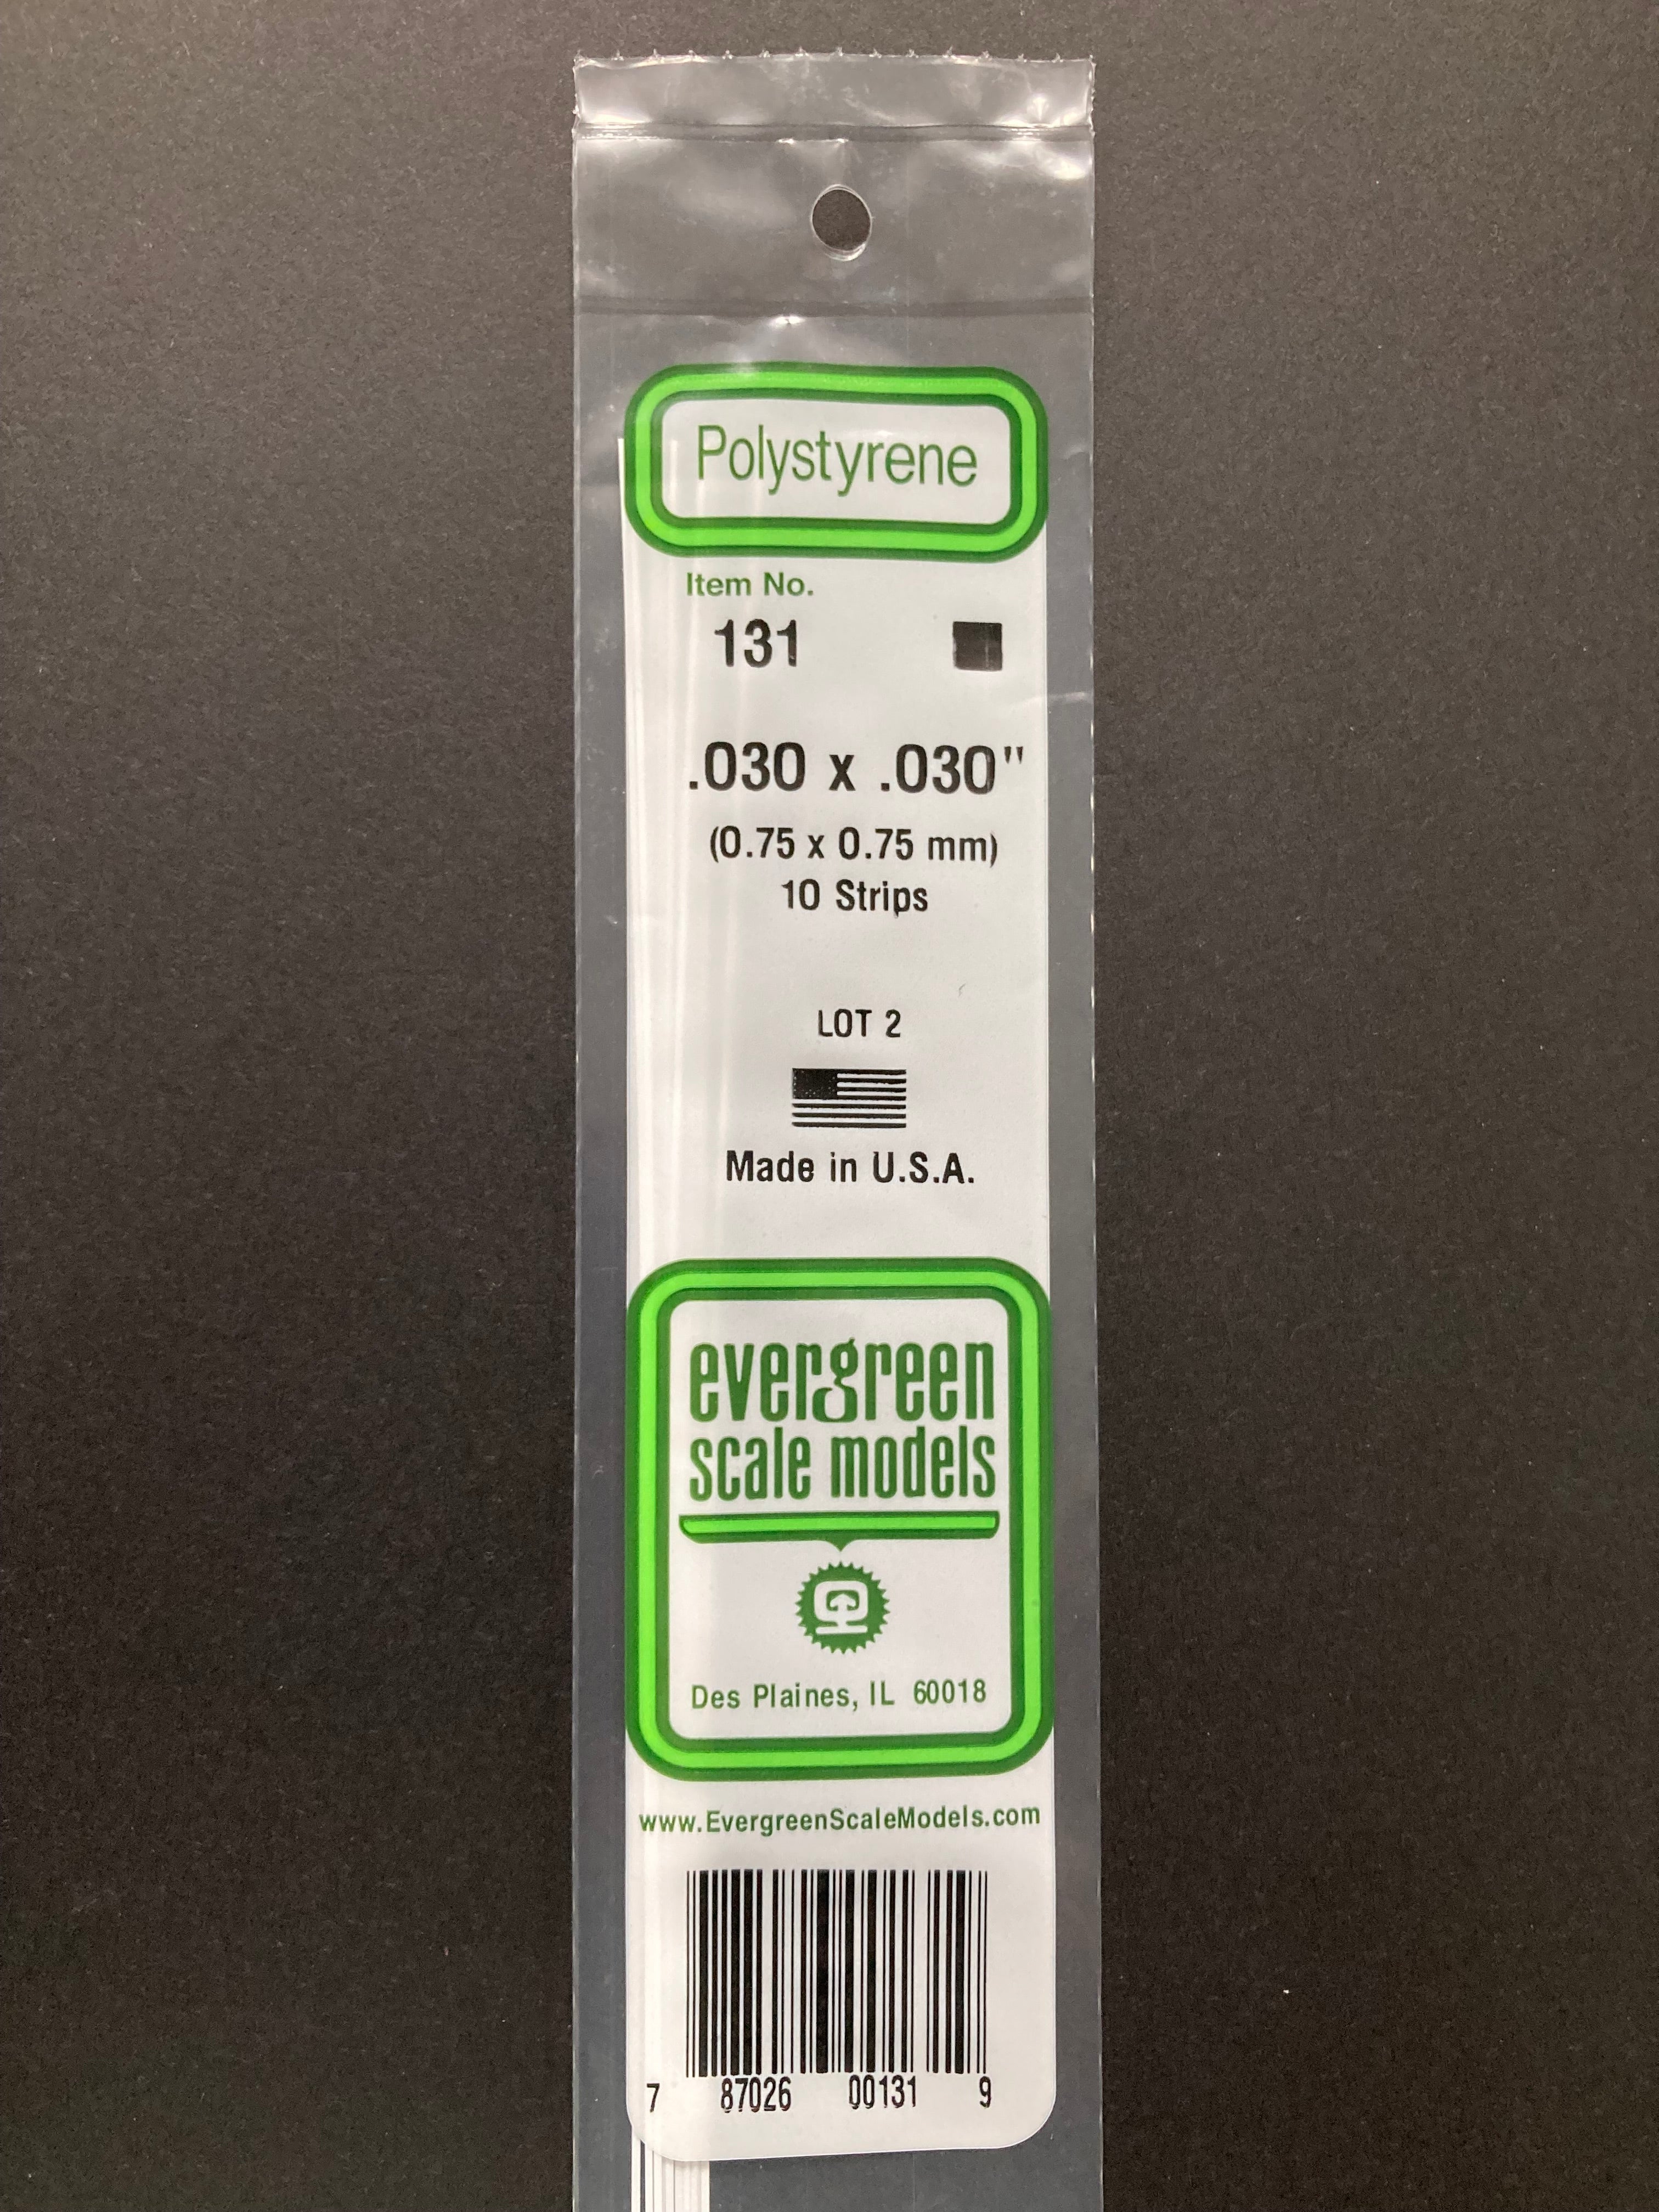 Polystyrene
Item No.
131
.030 x .030"
(0.75 x 0.75 mm)
10 Strips
LOT 2
Made in U.S.A.
evergreen
scale models
Des Plaines, IL 60018
www.EvergreenScaleModels.com
7 87026 00131 9